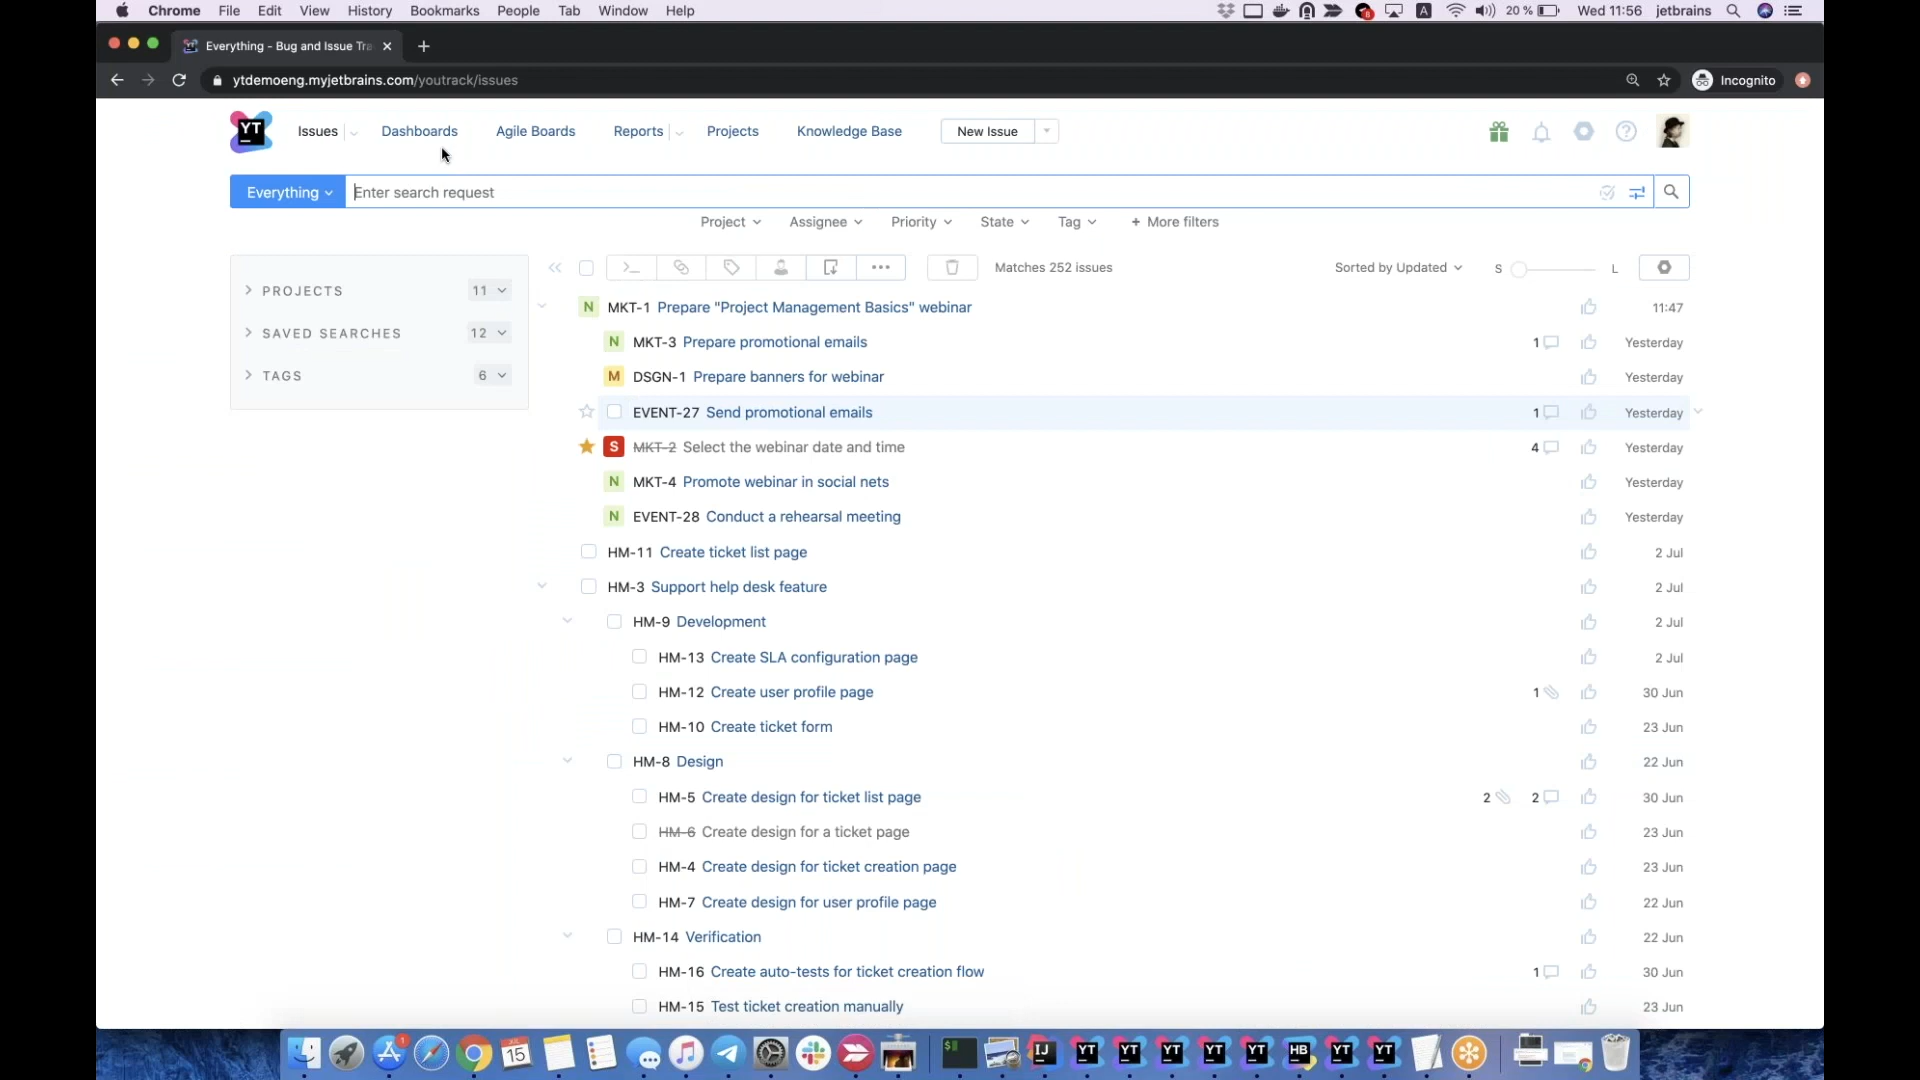 Chrome File Edit View History Bookmarks People Tab Window Help 8 A 20 % Wed 11:56 jetbrains
Everything - Bug and Issue Tra
ytdemoeng.myjetbrains.com/youtrack/issues Incognito
YT Issues Dashboards Agile Boards Reports Projects Knowledge Base New Issue
Everything Enter search request
Project Assignee Priority State Tag + More filters
Matches 252 issues Sorted by Updated S L
PROJECTS 11
SAVED SEARCHES 12
TAGS 6
N MKT-1 Prepare "Project Management Basics" webinar 11:47
N MKT-3 Prepare promotional emails 1 Yesterday
M DSGN-1 Prepare banners for webinar Yesterday
EVENT-27 Send promotional emails 1 Yesterday
S MKT-2 Select the webinar date and time 4 Yesterday
N MKT-4 Promote webinar in social nets Yesterday
N EVENT-28 Conduct a rehearsal meeting Yesterday
HM-11 Create ticket list page 2 Jul
HM-3 Support help desk feature 2 Jul
HM-9 Development 2 Jul
HM-13 Create SLA configuration page 2 Jul
HM-12 Create user profile page 1 30 Jun
HM-10 Create ticket form 23 Jun
HM-8 Design 22 Jun
HM-5 Create design for ticket list page 2 2 30 Jun
HM-6 Create design for a ticket page 23 Jun
HM-4 Create design for ticket creation page 23 Jun
HM-7 Create design for user profile page 22 Jun
HM-14 Verification 22 Jun
HM-16 Create auto-tests for ticket creation flow 1 30 Jun
HM-15 Test ticket creation manually 23 Jun
1 15 $ IJ YT YT YT YT YT HB YT YT